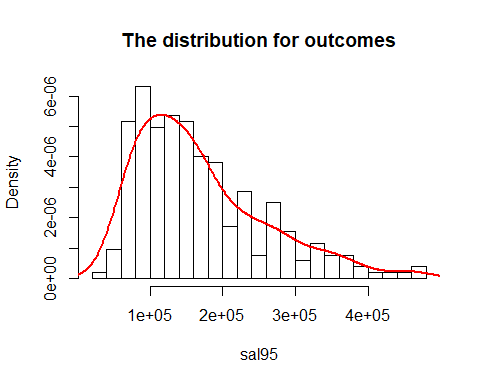 The distribution for outcomes
Density
6e-06
4e-06
2e-06
0e+00
1e+05 2e+05 3e+05 4e+05
sal95